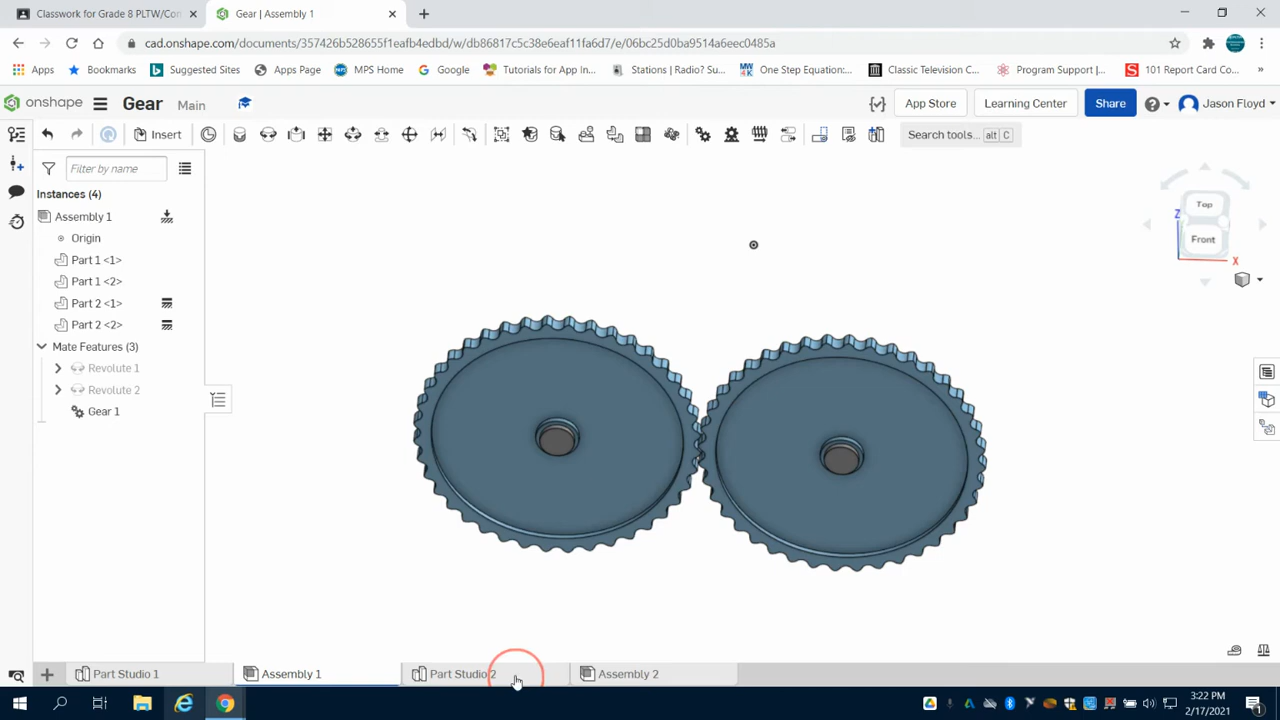 Classwork for Grade 8 PLTW/Con
Gear | Assembly 1
cad.onshape.com/documents/357426b528655f1eafb4edbd/w/db86817c5c38e6eaf11fa6d7/e/06bc25d0ba9514a6eec0485a
Apps
Bookmarks
Suggested Sites
Apps Page
MPS Home
Google
Tutorials for App In...
Stations | Radio? Su...
One Step Equation:...
Classic Television C...
Program Support |...
101 Report Card Co...
onshape
Gear
Main
App Store
Learning Center
Share
Jason Floyd
Insert
Search tools...
alt
C
Filter by name
Instances (4)
Assembly 1
Origin
Part 1 <1>
Part 1 <2>
Part 2 <1>
Part 2 <2>
Mate Features (3)
Revolute 1
Revolute 2
Gear 1
Top
Z
Front
X
Part Studio 1
Assembly 1
Part Studio 2
Assembly 2
3:22 PM
2/17/2021
1